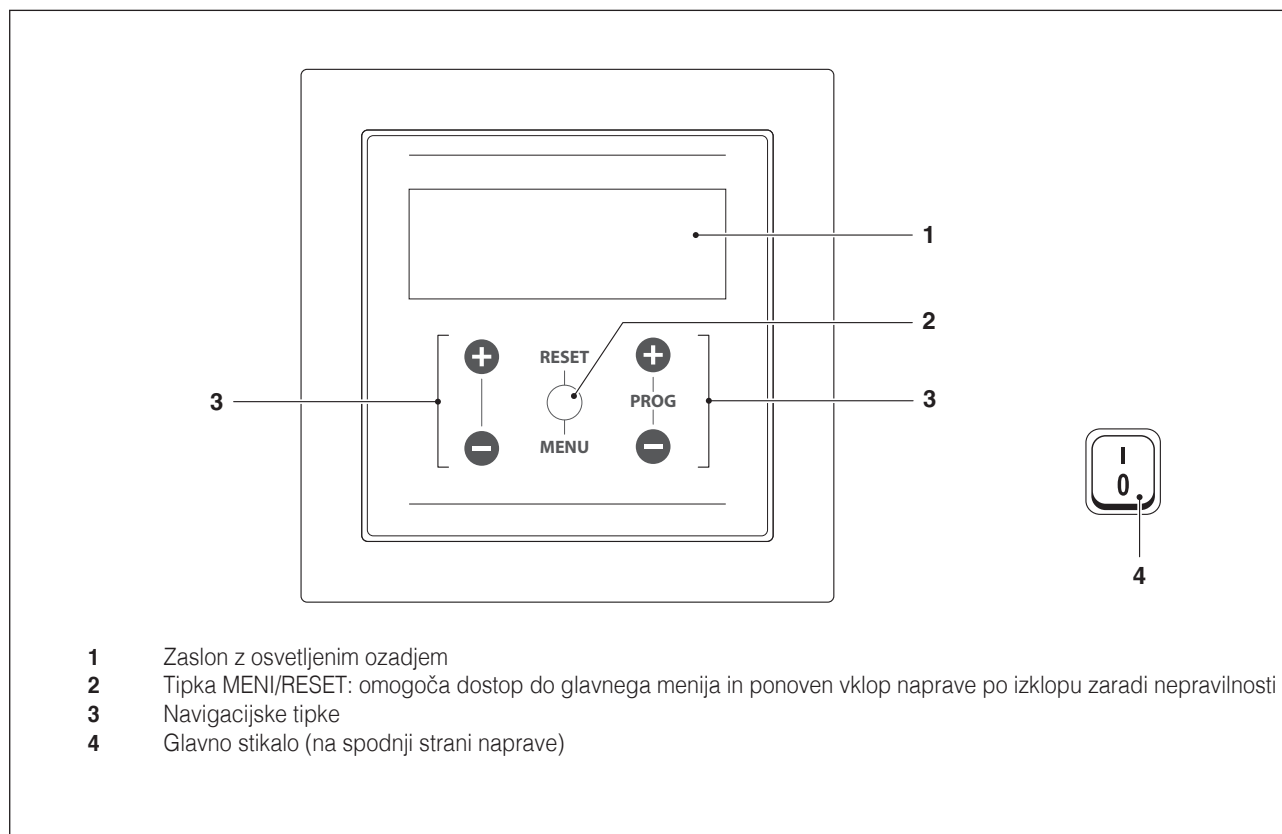 1
2
RESET
3
PROG
3
MENU
I
0
4
1 Zaslon z osvetljenim ozadjem
2 Tipka MENI/RESET: omogoča dostop do glavnega menija in ponoven vklop naprave po izklopu zaradi nepravilnosti
3 Navigacijske tipke
4 Glavno stikalo (na spodnji strani naprave)